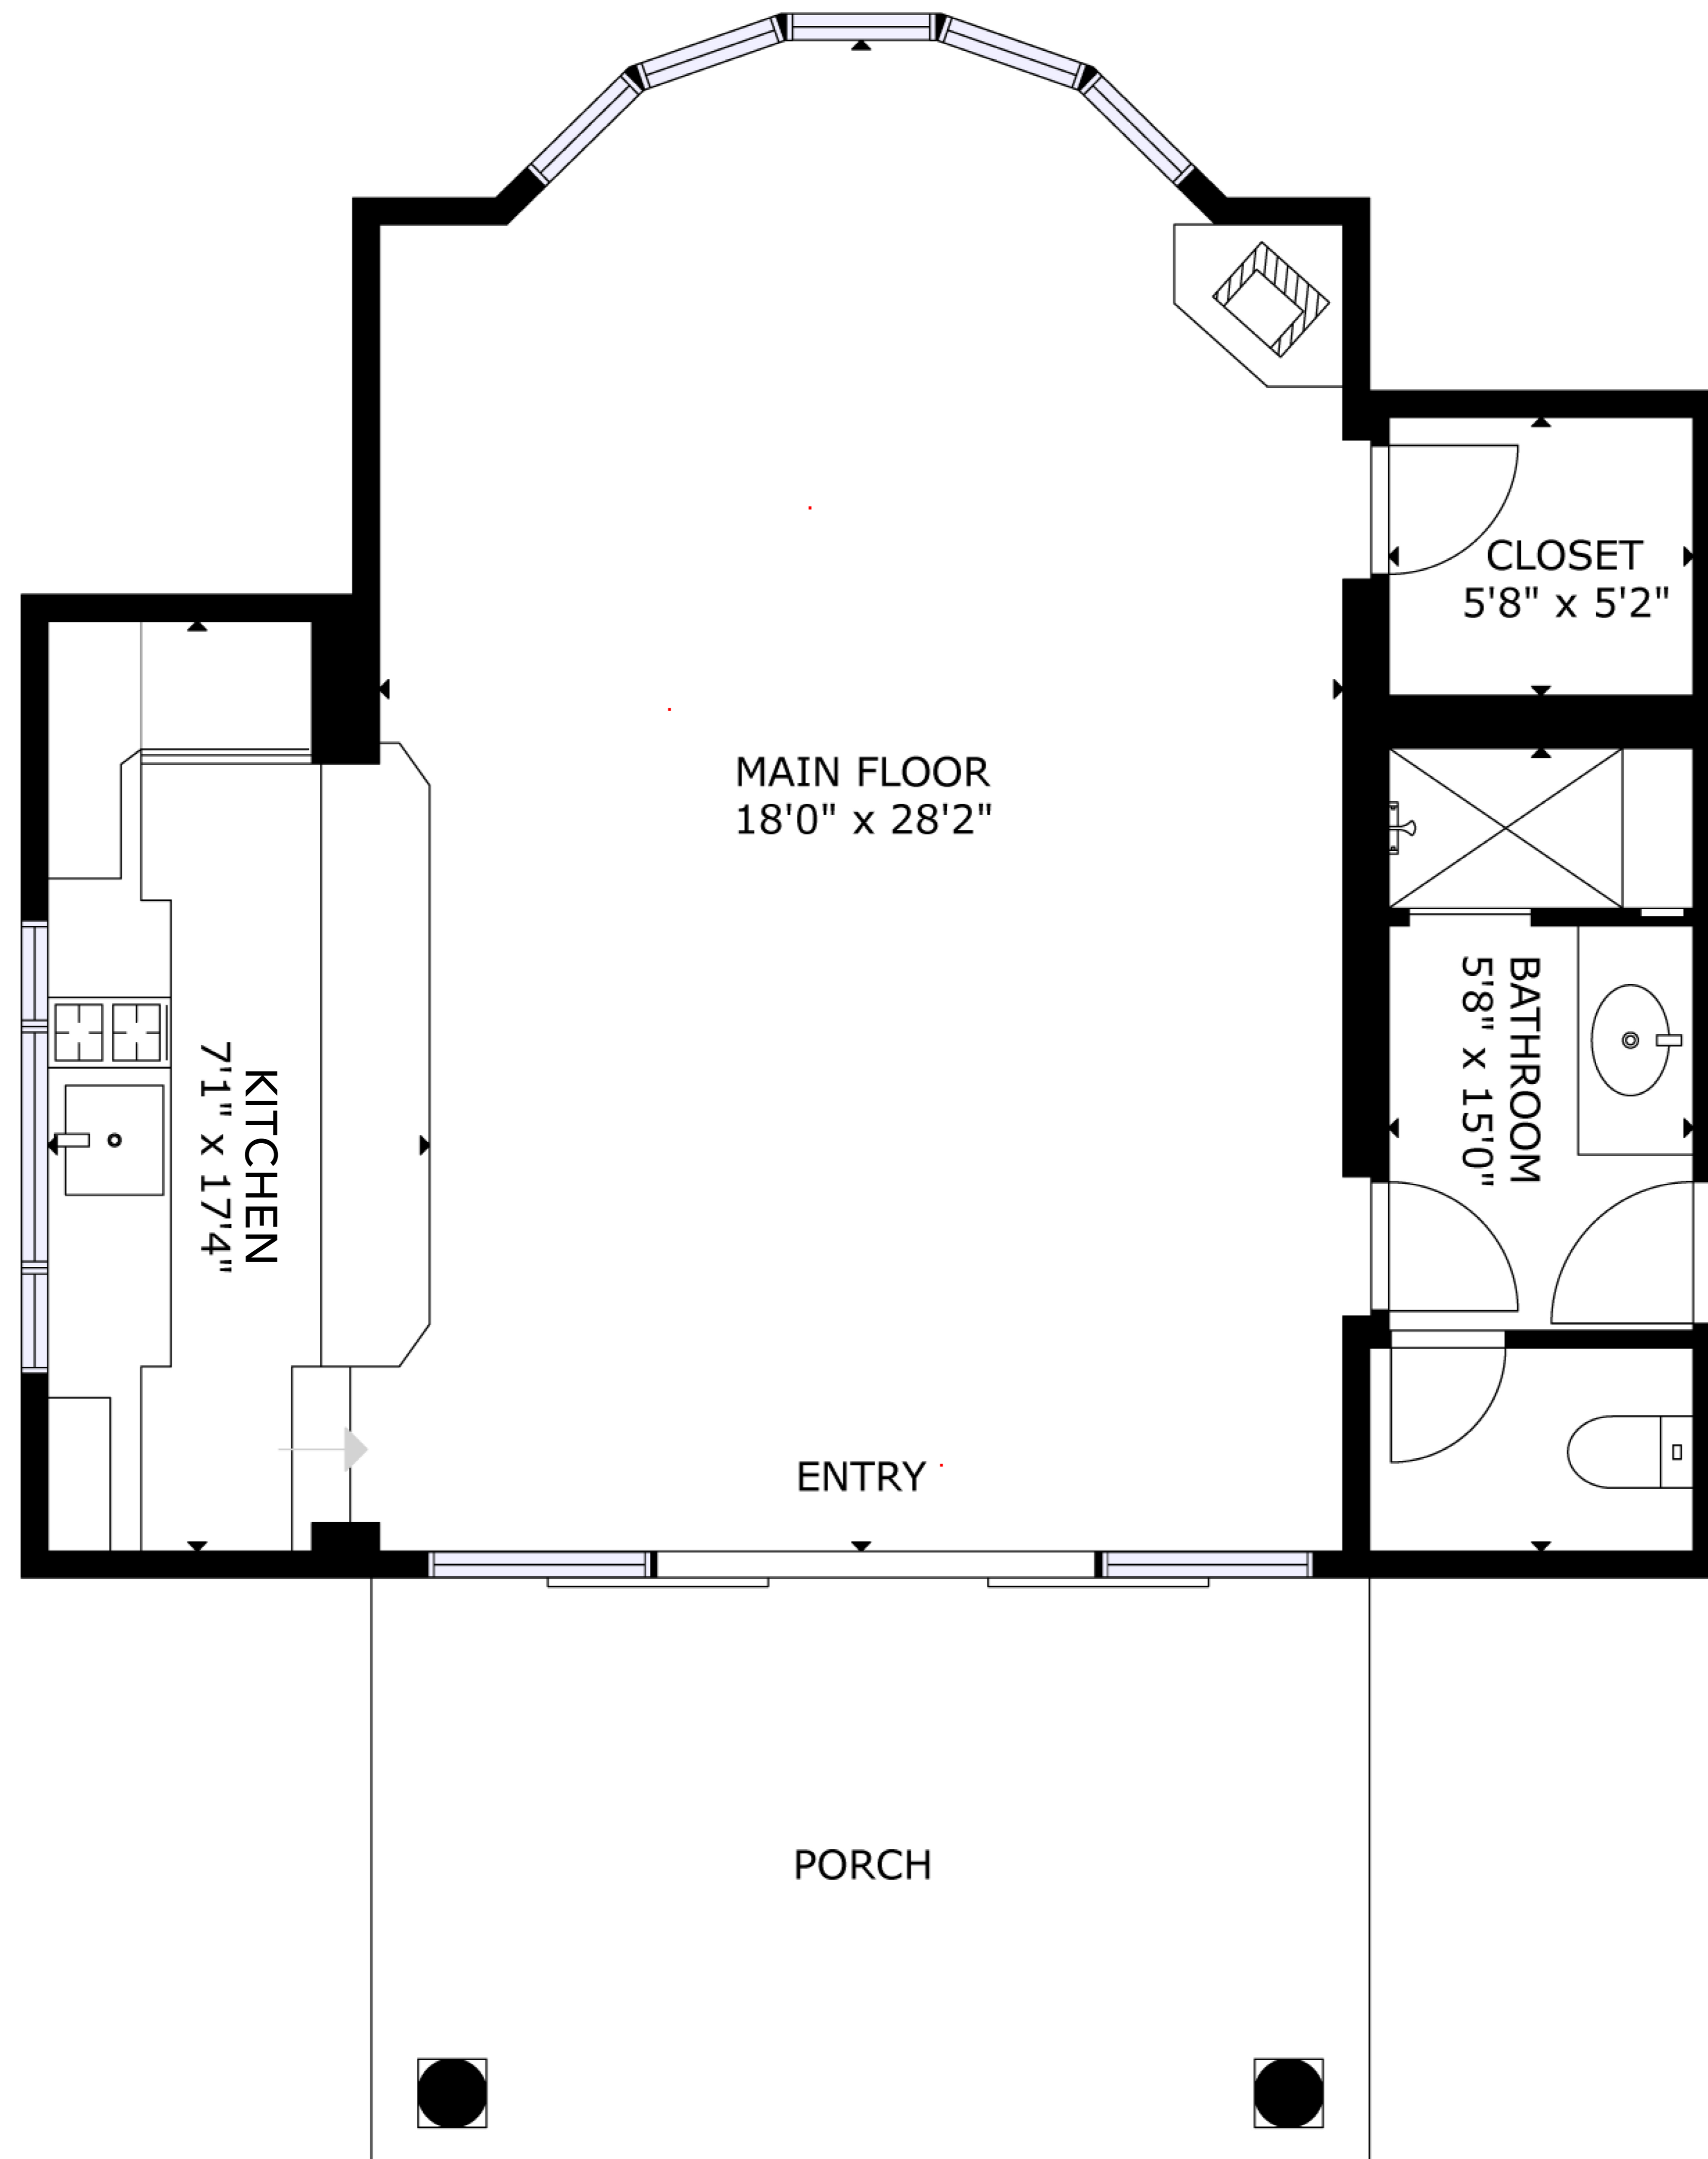 CLOSET
5'8" x 5'2"
MAIN FLOOR
18'0" x 28'2"
BATHROOM
5'8" x 15'0"
KITCHEN
7'1" x 17'4"
ENTRY
PORCH